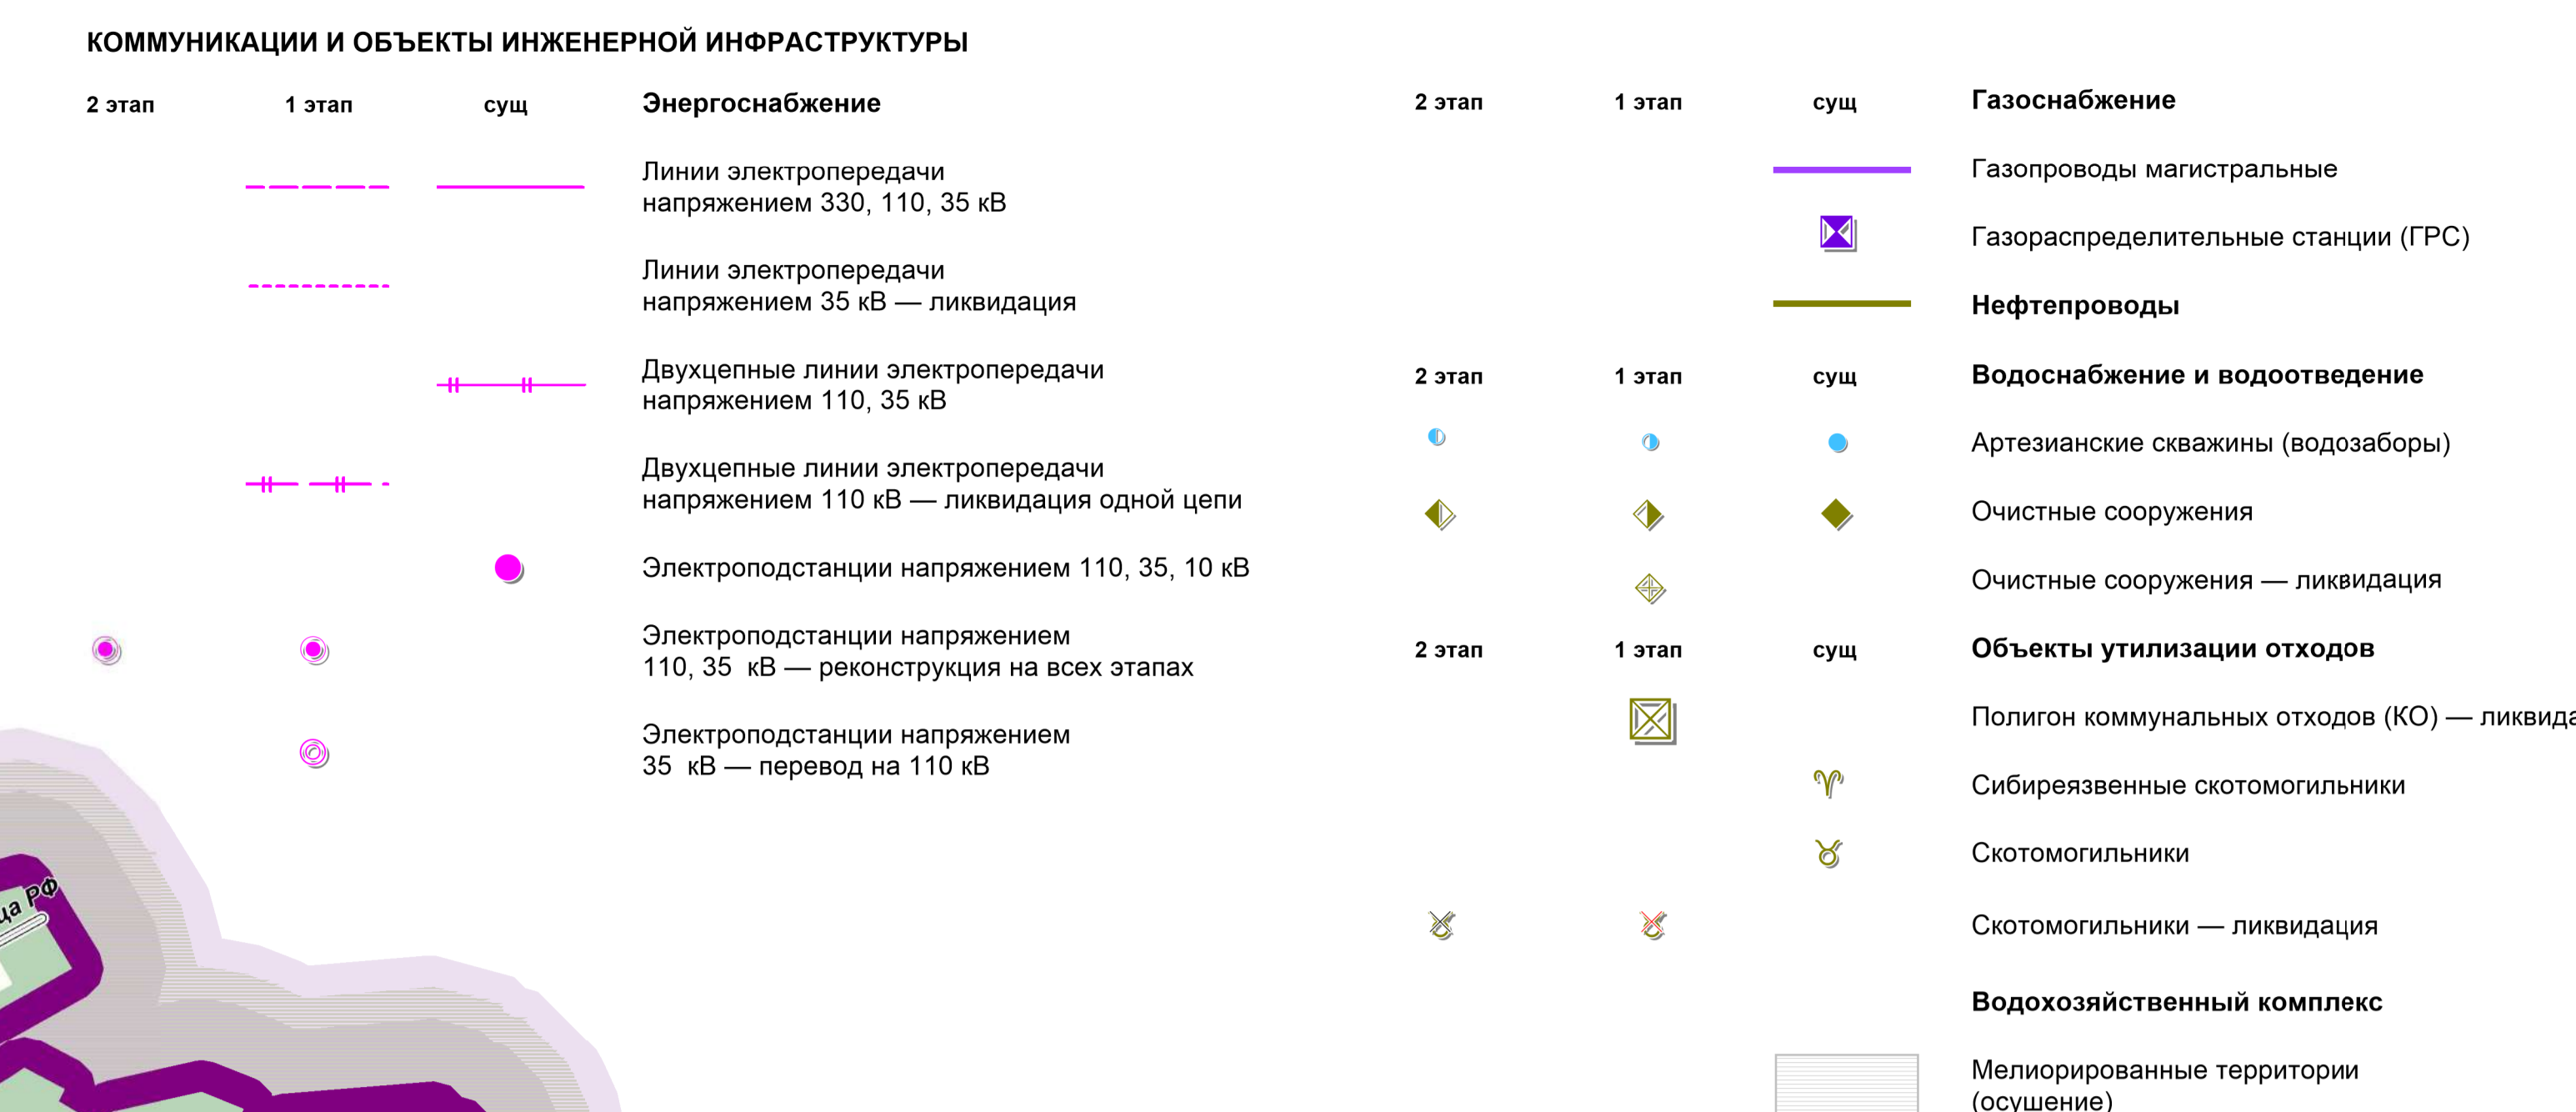 КОММУНИКАЦИИ И ОБЪЕКТЫ ИНЖЕНЕРНОЙ ИНФРАСТРУКТУРЫ
2 этап 1 этап сущ Энергоснабжение
Линии электропередачи
напряжением 330, 110, 35 кВ
Линии электропередачи
напряжением 35 кВ — ликвидация
Двухцепные линии электропередачи
напряжением 110, 35 кВ
Двухцепные линии электропередачи
напряжением 110 кВ — ликвидация одной цепи
Электроподстанции напряжением 110, 35, 10 кВ
Электроподстанции напряжением
110, 35 кВ — реконструкция на всех этапах
Электроподстанции напряжением
35 кВ — перевод на 110 кВ
2 этап 1 этап сущ Газоснабжение
Газопроводы магистральные
Газораспределительные станции (ГРС)
Нефтепроводы
2 этап 1 этап сущ Водоснабжение и водоотведение
Артезианские скважины (водозаборы)
Очистные сооружения
Очистные сооружения — ликвидация
2 этап 1 этап сущ Объекты утилизации отходов
Полигон коммунальных отходов (КО) —
Сибиреязвенные скотомогильники
Скотомогильники
Скотомогильники — ликвидация
Водохозяйственный комплекс
Мелиорированные территории
(осушение)
РФ